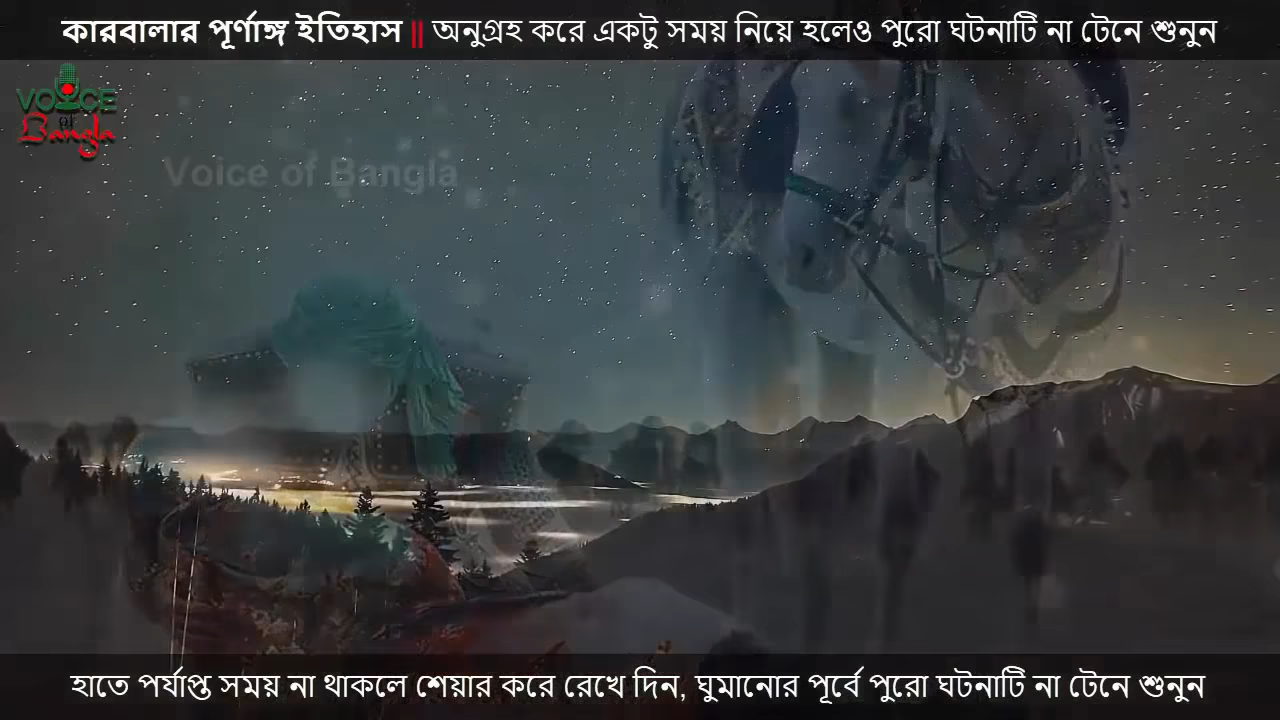 কারবালার পূর্ণাঙ্গ ইতিহাস || অনুগ্রহ করে একটু সময় নিয়ে হলেও পুরো ঘটনাটি না টেনে শুনুন
VOICE
of
Bangla
Voice of Bangla
হাতে পর্যাপ্ত সময় না থাকলে শেয়ার করে রেখে দিন, ঘুমানোর পূর্বে পুরো ঘটনাটি না টেনে শুনুন